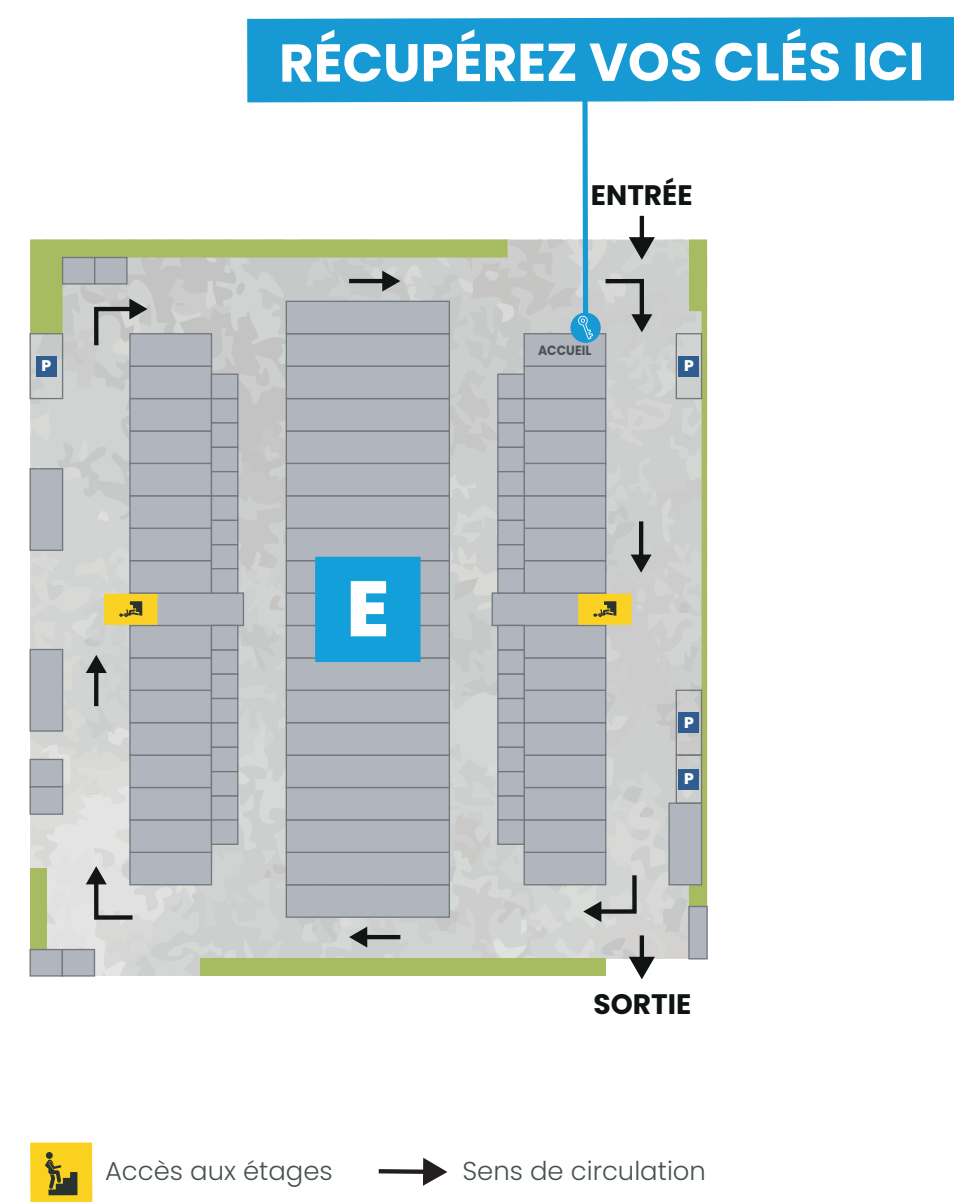 RÉCUPÉREZ VOS CLÉS ICI
ENTRÉE
ACCUEIL
P
P
E
P
P
SORTIE
Accès aux étages
Sens de circulation